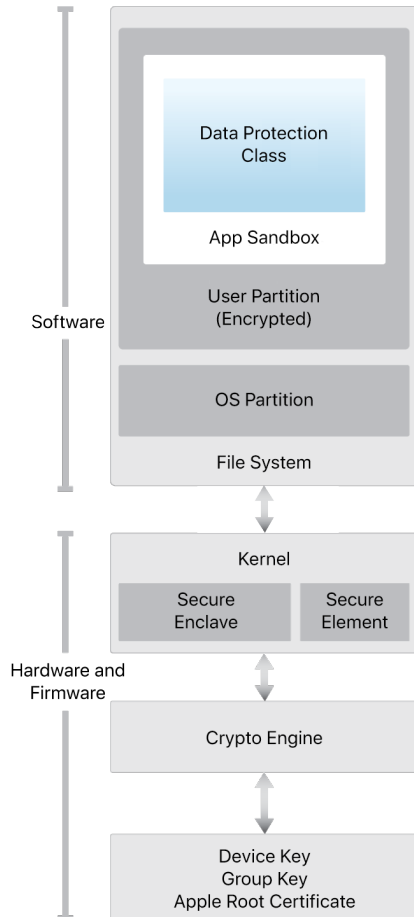 Data Protection
Class
App Sandbox
User Partition
(Encrypted)
Software
OS Partition
File System
Kernel
Secure
Enclave
Secure
Element
Hardware and
Firmware
Crypto Engine
Device Key
Group Key
Apple Root Certificate